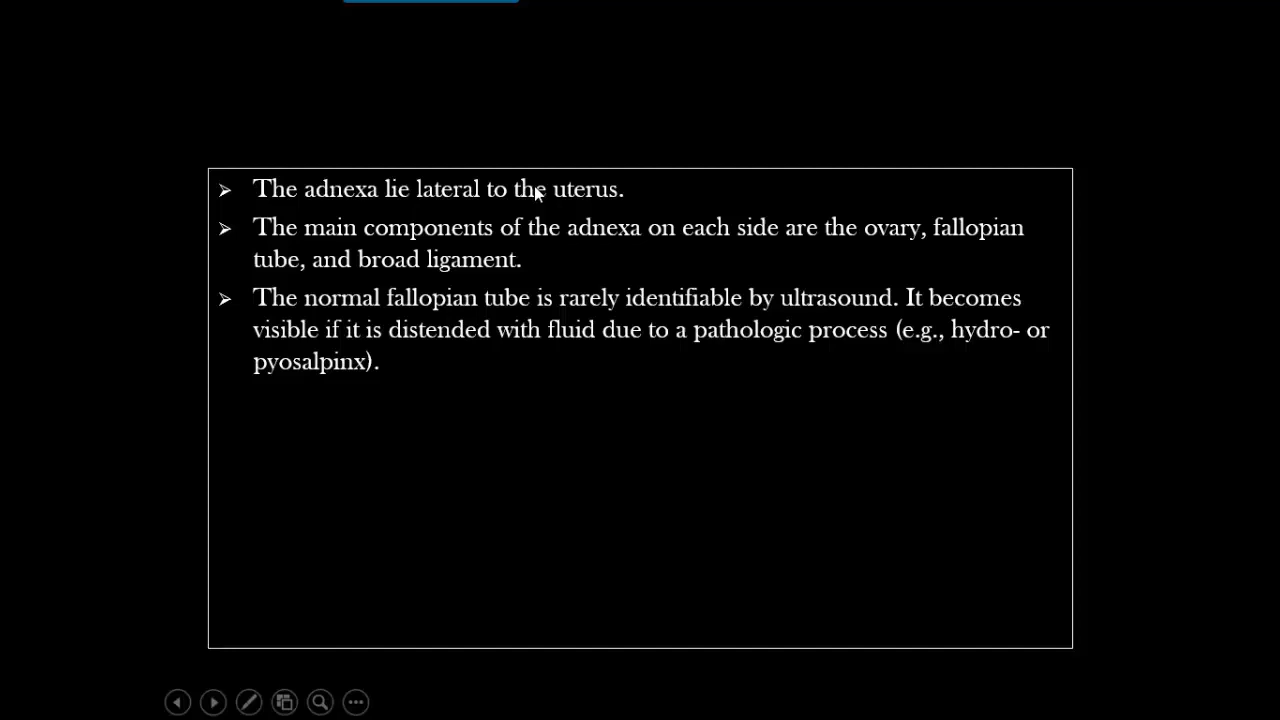 ➢ The adnexa lie lateral to the uterus.
➢ The main components of the adnexa on each side are the ovary, fallopian
tube, and broad ligament.
➢ The normal fallopian tube is rarely identifiable by ultrasound. It becomes
visible if it is distended with fluid due to a pathologic process (e.g., hydro- or
pyosalpinx).